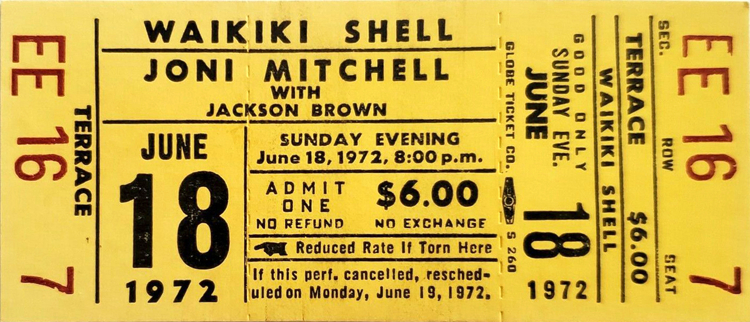 EE 16 7
TERRACE
WAIKIKI SHELL
JONI MITCHELL
WITH
JACKSON BROWN
JUNE
18
1972
SUNDAY EVENING
June 18, 1972, 8:00 p.m.
ADMIT
ONE
$6.00
NO REFUND NO EXCHANGE
Reduced Rate If Torn Here
If this perf. cancelled, resched-
uled on Monday, June 19, 1972.
GLOBE TICKET CO. S 260
GOOD ONLY
SUNDAY EVE.
JUNE
18
1972
WAIKIKI SHELL
TERRACE $6.00
SEC. ROW SEAT
EE 16 7